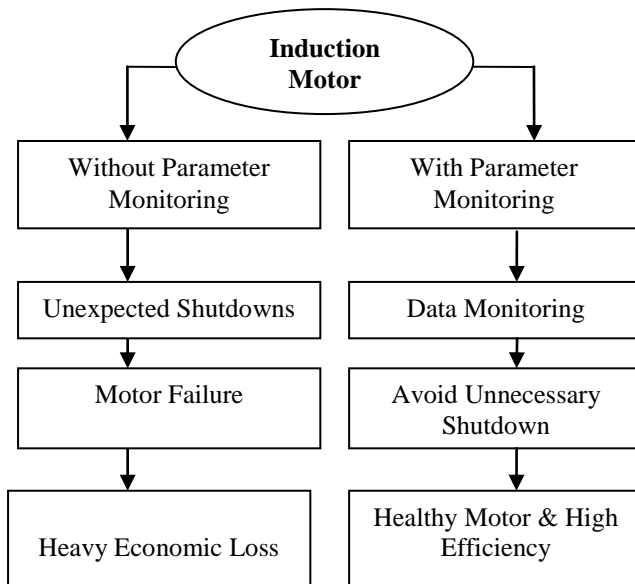 Induction
Motor
Without Parameter
Monitoring
With Parameter
Monitoring
Unexpected Shutdowns
Data Monitoring
Motor Failure
Avoid Unnecessary
Shutdown
Heavy Economic Loss
Healthy Motor & High
Efficiency